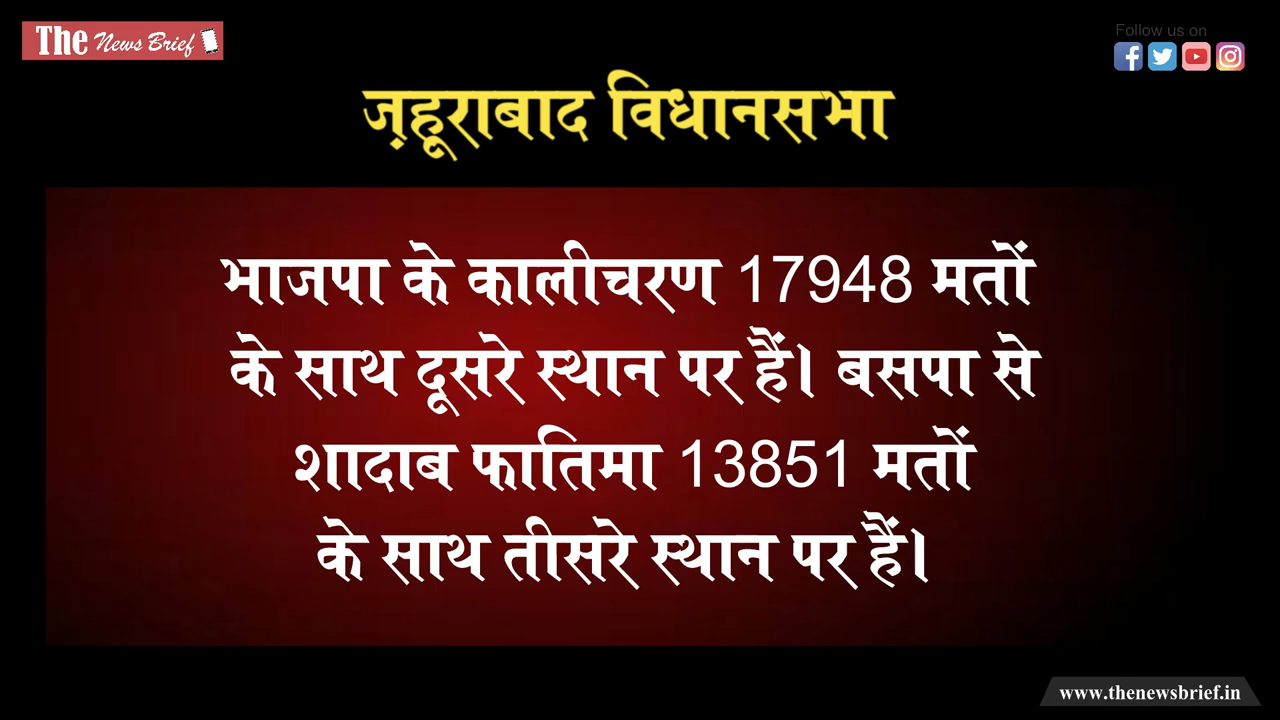 The News Brief
Follow us on
ज़हूराबाद विधानसभा
भाजपा के कालीचरण 17948 मतों
के साथ दूसरे स्थान पर हैं। बसपा से
शादाब फातिमा 13851 मतों
के साथ तीसरे स्थान पर हैं।
www.thenewsbrief.in